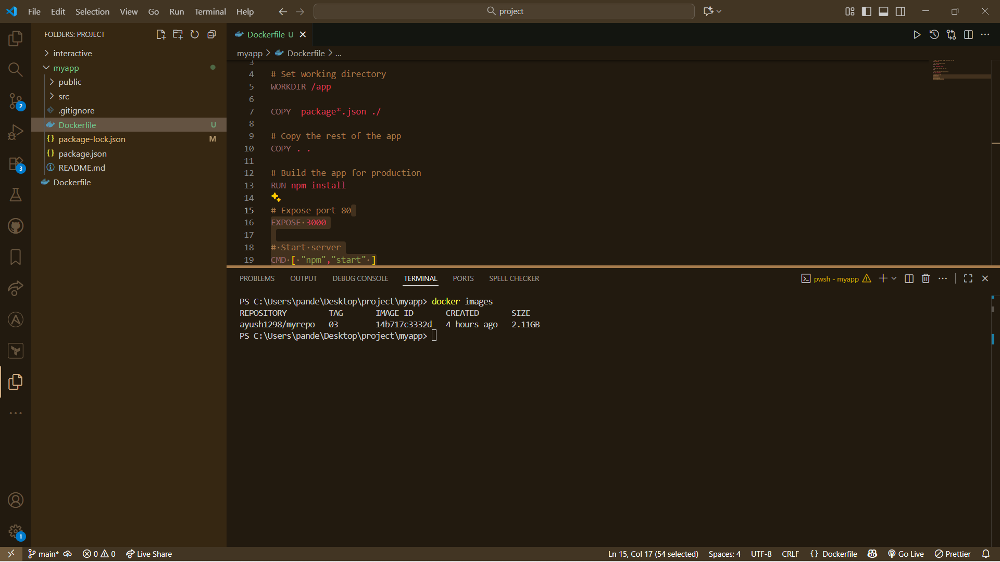 File Edit Selection View Go Run Terminal Help
project
FOLDERS: PROJECT
interactive
myapp
public
src
.gitignore
Dockerfile U
package-lock.json M
package.json
README.md
Dockerfile
2
3
1
Dockerfile U
myapp > Dockerfile > ...
3
4 # Set working directory
5 WORKDIR /app
6
7 COPY  package*.json ./
8
9 # Copy the rest of the app
10 COPY . .
11
12 # Build the app for production
13 RUN npm install
14
15 # Expose port 80
16 EXPOSE·3000
17
18 #·Start·server
19 CMD·[·"npm","start"·]
PROBLEMS OUTPUT DEBUG CONSOLE TERMINAL PORTS SPELL CHECKER
pwsh - myapp
PS C:\Users\pande\Desktop\project\myapp> docker images
REPOSITORY TAG IMAGE ID CREATED SIZE
ayush1298/myrepo 03 14b717c3332d 4 hours ago 2.11GB
PS C:\Users\pande\Desktop\project\myapp>
main* 0 0 Live Share
Ln 15, Col 17 (54 selected) Spaces: 4 UTF-8 CRLF {} Dockerfile Go Live Prettier